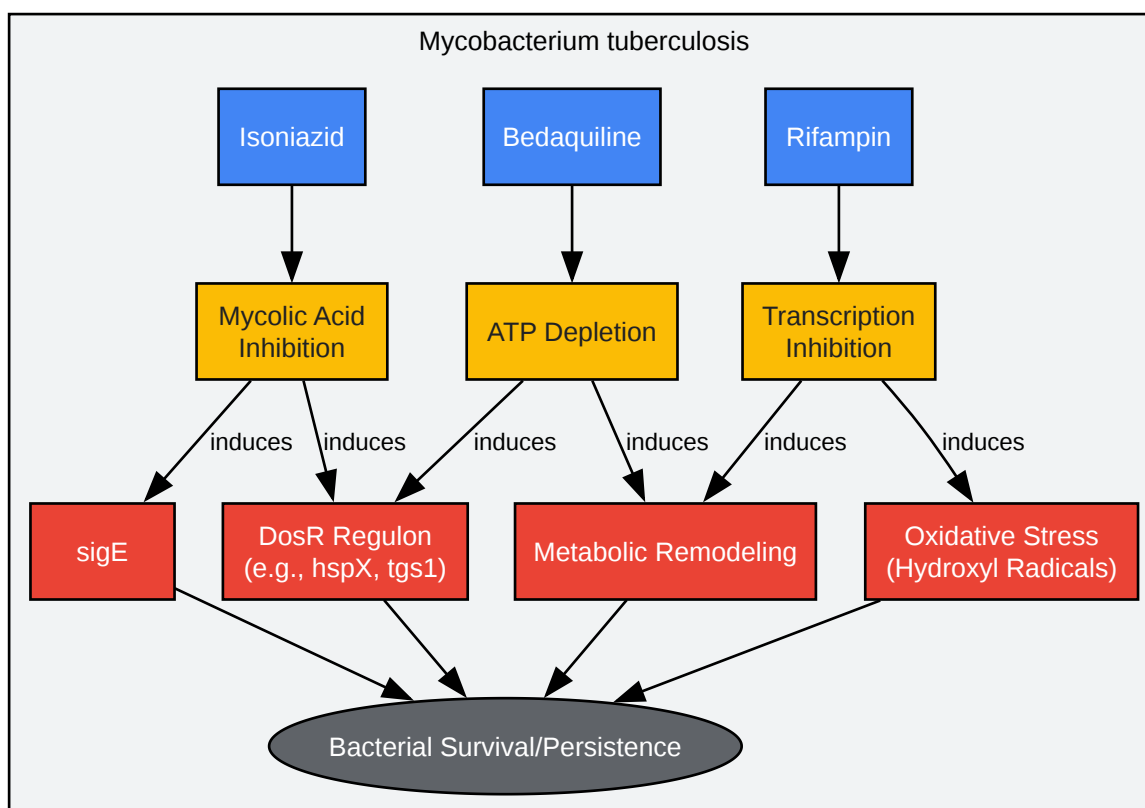 Mycobacterium tuberculosis
Isoniazid
Bedaquiline
Rifampin
Mycolic Acid
Inhibition
ATP Depletion
Transcription
Inhibition
induces
induces
induces
induces
induces
induces
sigE
DosR Regulon
(e.g., hspX, tgs1)
Metabolic Remodeling
Oxidative Stress
(Hydroxyl Radicals)
Bacterial Survival/Persistence